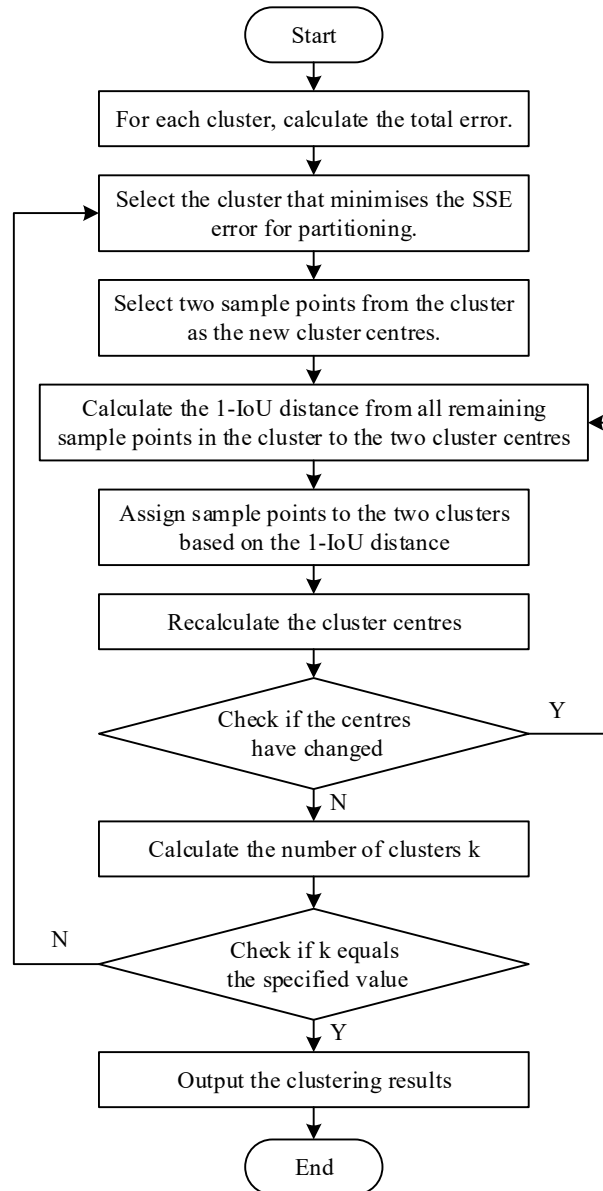 Start
For each cluster, calculate the total error.
Select the cluster that minimises the SSE
error for partitioning.
Select two sample points from the cluster
as the new cluster centres.
Calculate the 1-IoU distance from all remaining
sample points in the cluster to the two cluster centres
Assign sample points to the two clusters
based on the 1-IoU distance
Recalculate the cluster centres
Check if the centres
have changed
Y
N
Calculate the number of clusters k
N
Check if k equals
the specified value
Y
Output the clustering results
End